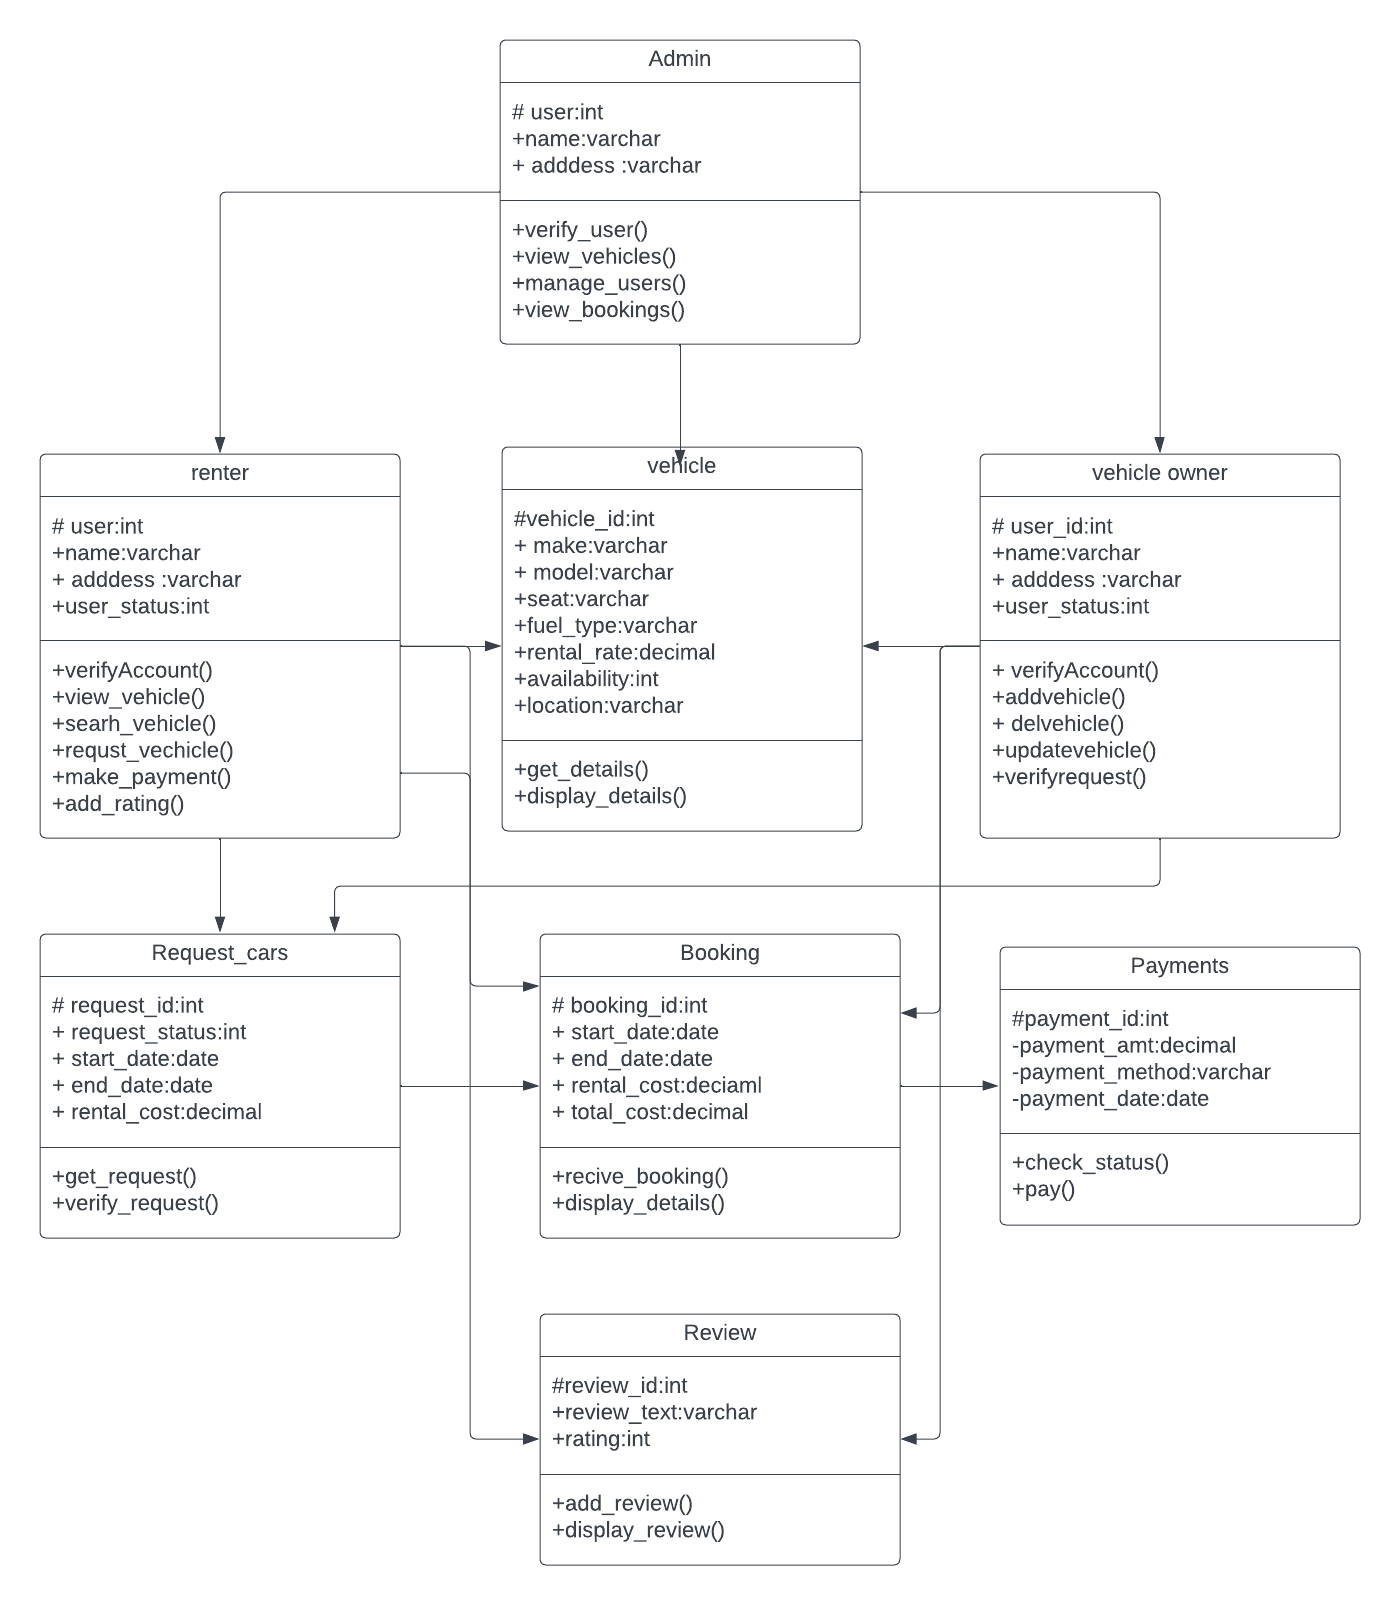 Admin
# user:int
+name:varchar
+ adddess :varchar
+verify_user()
+view_vehicles()
+manage_users()
+view_bookings()
renter
# user:int
+name:varchar
+ adddess :varchar
+user_status:int
+verifyAccount()
+view_vehicle()
+searh_vehicle()
+requst_vechicle()
+make_payment()
+add_rating()
vehicle
#vehicle_id:int
+ make:varchar
+ model:varchar
+seat:varchar
+fuel_type:varchar
+rental_rate:decimal
+availability:int
+location:varchar
+get_details()
+display_details()
vehicle owner
# user_id:int
+name:varchar
+ adddess :varchar
+user_status:int
+ verifyAccount()
+addvehicle()
+ delvehicle()
+updatevehicle()
+verifyrequest()
Request_cars
# request_id:int
+ request_status:int
+ start_date:date
+ end_date:date
+ rental_cost:decimal
+get_request()
+verify_request()
Booking
# booking_id:int
+ start_date:date
+ end_date:date
+ rental_cost:deciaml
+ total_cost:decimal
+recive_booking()
+display_details()
Payments
#payment_id:int
-payment_amt:decimal
-payment_method:varchar
-payment_date:date
+check_status()
+pay()
Review
#review_id:int
+review_text:varchar
+rating:int
+add_review()
+display_review()